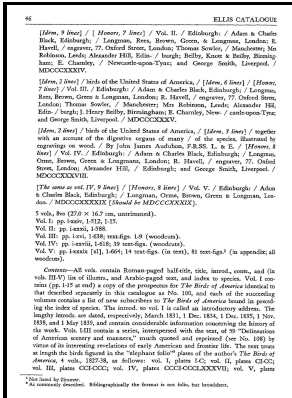 46 ELLIS CATALOGUE
[Idem, 9 lines] / [ Honors, 7 lines] / Vol. II. / Edinburgh: / Adam & Charles
Black, Edinburgh; / Longman, Rees, Brown, Green, & Longman, London; R.
Havell, / engraver, 77. Oxford Street, London; Thomas Sowler, / Manchester; Mrs
Robinson, Leeds; Alexander Hill, Edin- / burgh; Beilby, Knott & Beilby, Birming-
ham; E. Charnley, / Newcastle-upon-Tyne; and George Smith, Liverpool. /
MDCCCXXXIV.
[Idem, 2 lines] / birds of the United States of America, / [Idem, 6 lines] / [Honors,
7 lines] / Vol. III. / Edinburgh: / Adam & Charles Black, Edinburgh; / Longman,
Rees, Brown, Green, & Longman, London; R. Havell, / engraver, 77. Oxford Street,
London; Thomas Sowler, / Manchester; Mrs Robinson, Leeds; Alexander Hill,
Edin- / burgh; J. Henry Beilby, Birmingham; E. Charnley, New- / castle-upon-Tyne;
and George Smith, Liverpool. / MDCCCXXXV.
[Idem, 2 lines] / birds of the United States of America, / [Idem, 3 lines] / together
with an account of the digestive organs of many / of the species, illustrated by
engravings on wood. / By John James Audubon, F.R.SS. L. & E. / [Honors, 8
lines] / Vol. IV. / Edinburgh: / Adam & Charles Black, Edinburgh; / Longman,
Rees, Brown, Green & Longman, London; R. Havell, / engraver, 77. Oxford
Street, London; Alexander Hill, / Edinburgh; and George Smith, Liverpool. /
MDCCCXXXVIII.
[The same as vol. IV, 9 lines] / [Honors, 8 lines] / Vol. V. / Edinburgh: / Adam
& Charles Black, Edinburgh; / Longman, Orme, Brown, Green, & Longman, Lon-
don. / MDCCCXXXIX [Should be MDCCCXXXIX].
5 vols., 8vo (27.0 × 16.7 cm, untrimmed).
Vol. I: pp. I-xxiv, 1-512, 1-15.
Vol. II: pp. i-xxxii, 1-588.
Vol. III: pp. i-xvi, 1-638; text-figs. 1-9 (woodcuts).
Vol. IV: pp. i-xxviii, 1-618; 39 text-figs. (woodcuts).
Vol. V: pp. i-xxxix [xl], 1-664; 14 text-figs. (in text), 81 text-figs. (in appendix; all
woodcuts).
Contents—All vols. contain Roman-paged half-title, title, introd., conts., and (in
vols. III-V) list of illustrs., and Arabic-paged text, and index to species. Vol. I con-
tains (pp. 1-15 at end) a copy of the prospectus for The Birds of America identical to
that described separately in this catalogue as No. 100, and each of the succeeding
volumes contains a list of new subscribers to The Birds of America bound in preced-
ing the index of species. The introd. to vol. I is called an introductory address. The
lengthy introds. are dated, respectively, March, 1831, 1 Dec. 1834, 1 Dec. 1835, 1 Nov.
1838, and 1 May 1839, and contain considerable information concerning the history of
the work. Vols. I-III contain a series, interspersed with the text, of 59 "Delineations
of American scenery and manners," much quoted and reprinted (see No. 108) by
virtue of its interesting revelations of early American and frontier life. The text treats
at length the birds figured in the "elephant folio" plates of the author's The Birds of
America, 4 vols., 1827-38, as follows: vol. I, plates I-C; vol. II, plates CI-CC;
vol. III, plates CCI-CCC; vol. IV, plates CCCI-CCCLXXXVII; vol. V, plates
Not listed by Zimmer.
As commonly described. Bibliographically the format is not folio, but broadsheet.